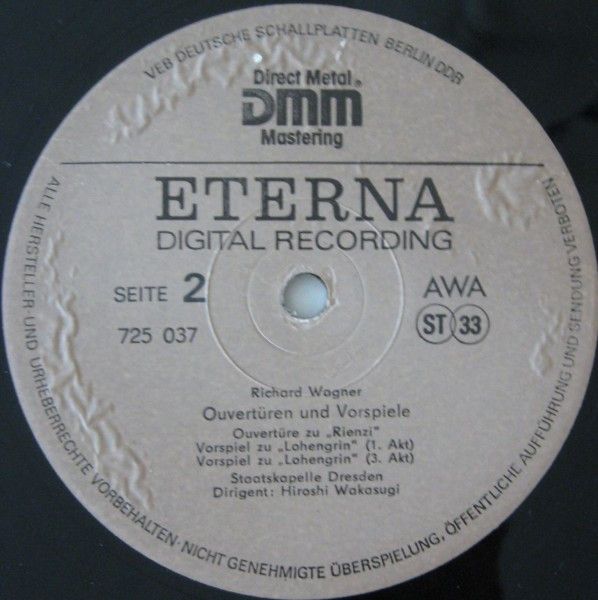 VEB DEUTSCHE SCHALLPLATTEN BERLIN DDR
Direct Metal®
DMM
Mastering
ETERNA
DIGITAL RECORDING
SEITE 2
AWA
725 037
ST 33
Richard Wagner
Ouvertüren und Vorspiele
Ouvertüre zu „Rienzi“
Vorspiel zu „Lohengrin“ (1. Akt)
Vorspiel zu „Lohengrin“ (3. Akt)
Staatskapelle Dresden
Dirigent: Hiroshi Wakasugi
ALLE HERSTELLER- UND URHEBERRECHTE VORBEHALTEN · NICHT GENEHMIGTE ÜBERSPIELUNG, ÖFFENTLICHE AUFFÜHRUNG UND SENDUNG VERBOTEN